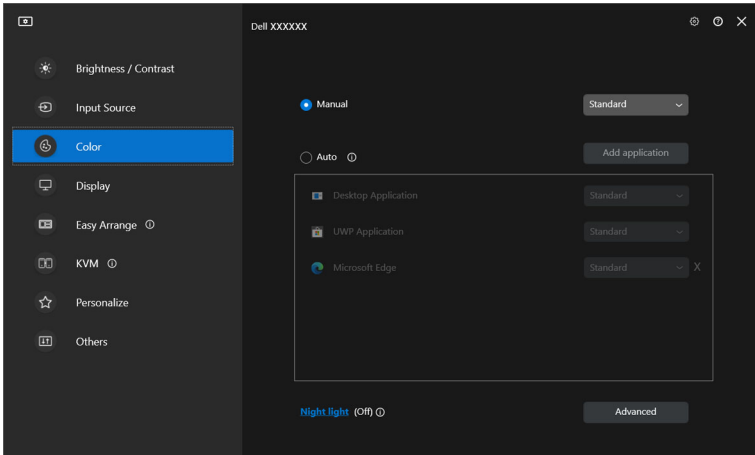 Dell XXXXXX
Brightness / Contrast
Input Source
Color
Display
Easy Arrange
KVM
Personalize
Others
Manual
Standard
Auto
Add application
Desktop Application
Standard
UWP Application
Standard
Microsoft Edge
Standard
X
Night light (Off)
Advanced